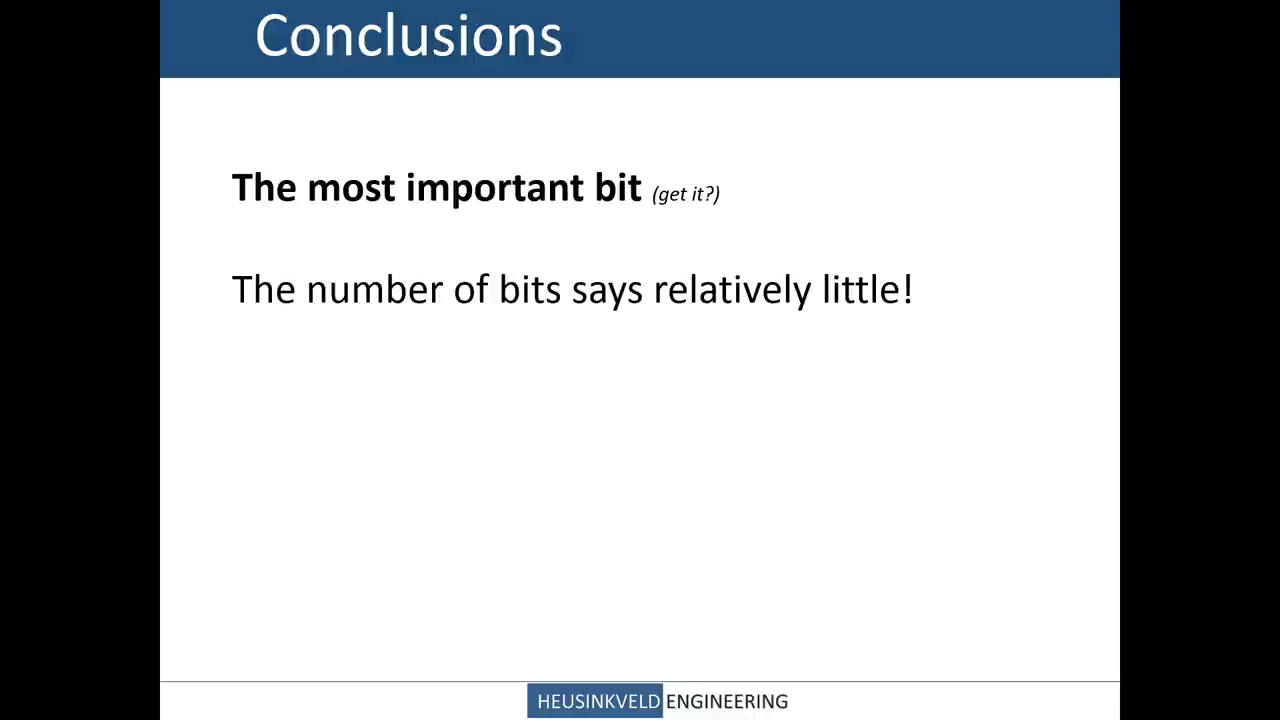 Conclusions
The most important bit (get it?)
The number of bits says relatively little!
HEUSINKVELD ENGINEERING